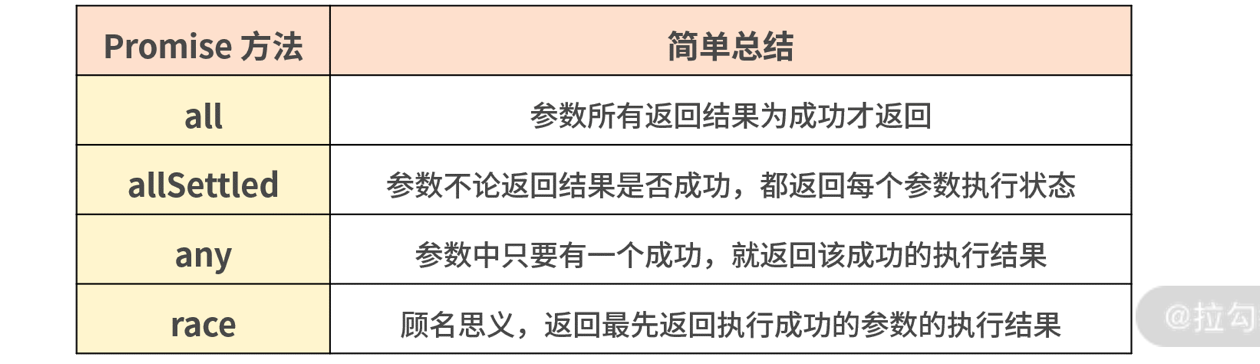 Promise 方法 简单总结
all 参数所有返回结果为成功才返回
allSettled 参数不论返回结果是否成功，都返回每个参数执行状态
any 参数中只要有一个成功，就返回该成功的执行结果
race 顾名思义，返回最先返回执行成功的参数的执行结果
@拉勾